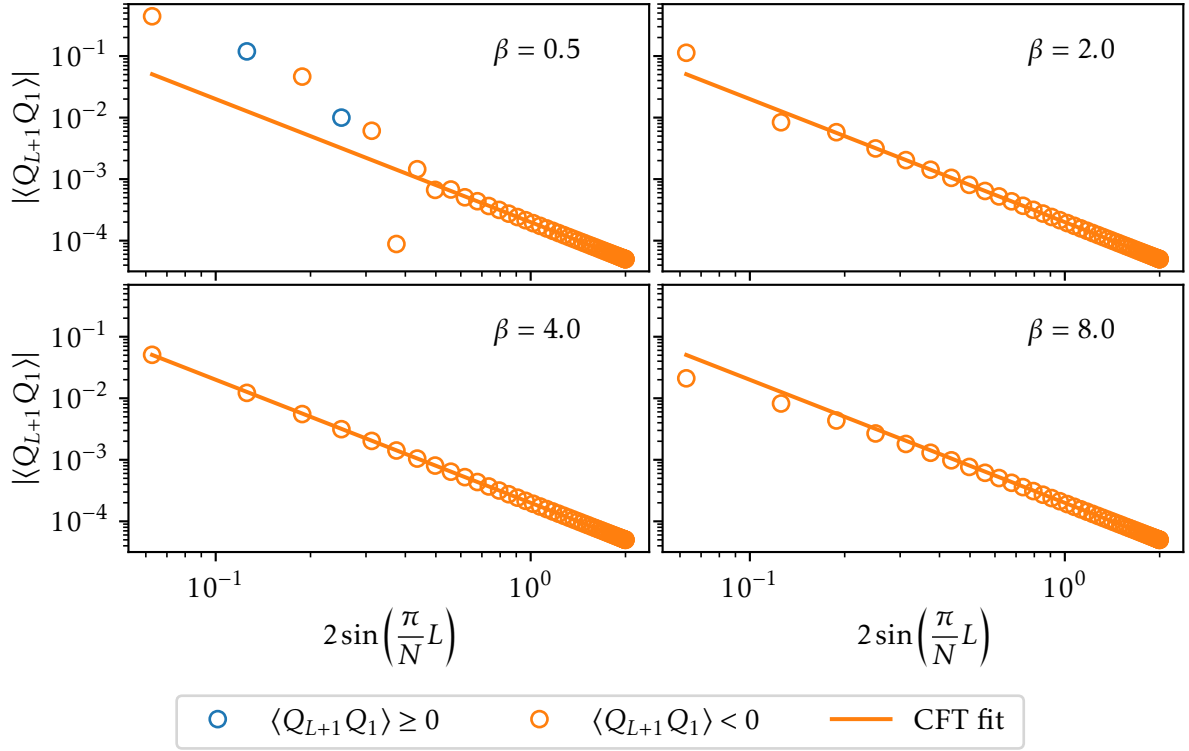 |⟨Q_{L+1}Q_1⟩|
10^{-1}
10^{-2}
10^{-3}
10^{-4}
β = 0.5
β = 2.0
|⟨Q_{L+1}Q_1⟩|
10^{-1}
10^{-2}
10^{-3}
10^{-4}
β = 4.0
β = 8.0
10^{-1}
10^{0}
10^{-1}
10^{0}
2 sin(π/N L)
2 sin(π/N L)
⟨Q_{L+1}Q_1⟩ ≥ 0
⟨Q_{L+1}Q_1⟩ < 0
CFT fit